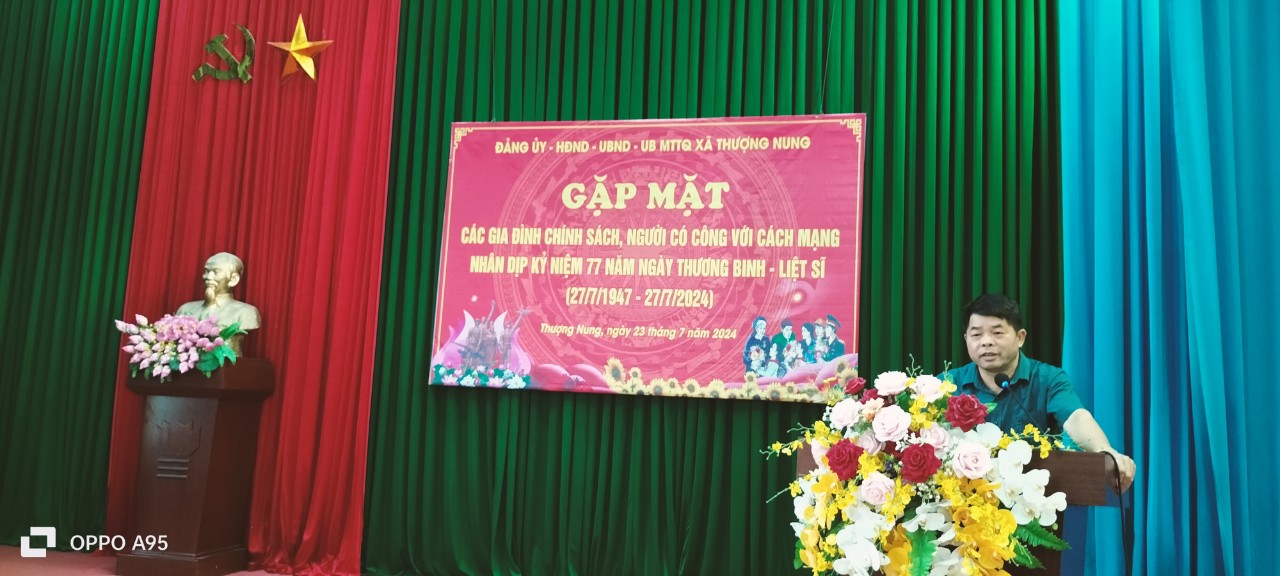 ĐẢNG ỦY - HĐND - UBND - UB MTTQ XÃ THƯỢNG NUNG
GẶP MẶT
CÁC GIA ĐÌNH CHÍNH SÁCH, NGƯỜI CÓ CÔNG VỚI CÁCH MẠNG
NHÂN DỊP KỶ NIỆM 77 NĂM NGÀY THƯƠNG BINH - LIỆT SĨ
(27/7/1947 - 27/7/2024)
Thượng Nung, ngày 23 tháng 7 năm 2024
OPPO A95